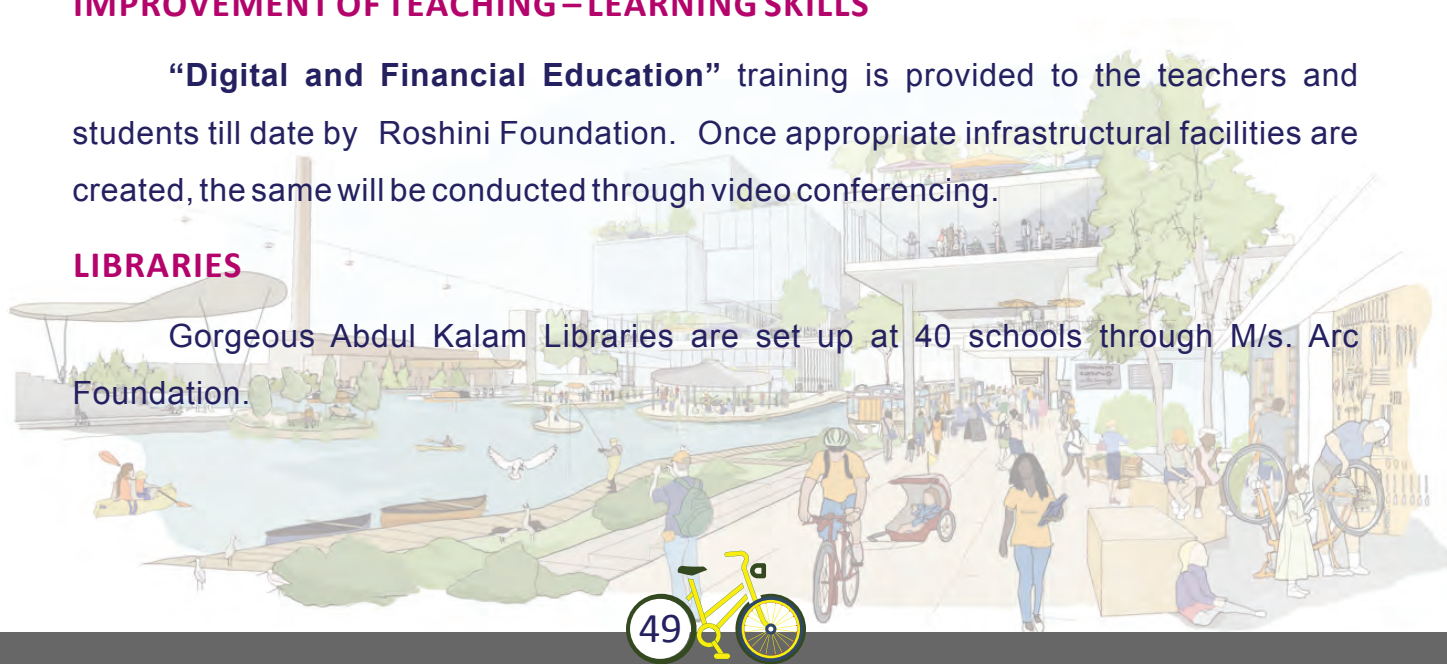 IMPROVEMENT OF TEACHING – LEARNING SKILLS
“Digital and Financial Education” training is provided to the teachers and
students till date by Roshini Foundation. Once appropriate infrastructural facilities are
created, the same will be conducted through video conferencing.
LIBRARIES
Gorgeous Abdul Kalam Libraries are set up at 40 schools through M/s. Arc
Foundation.
49